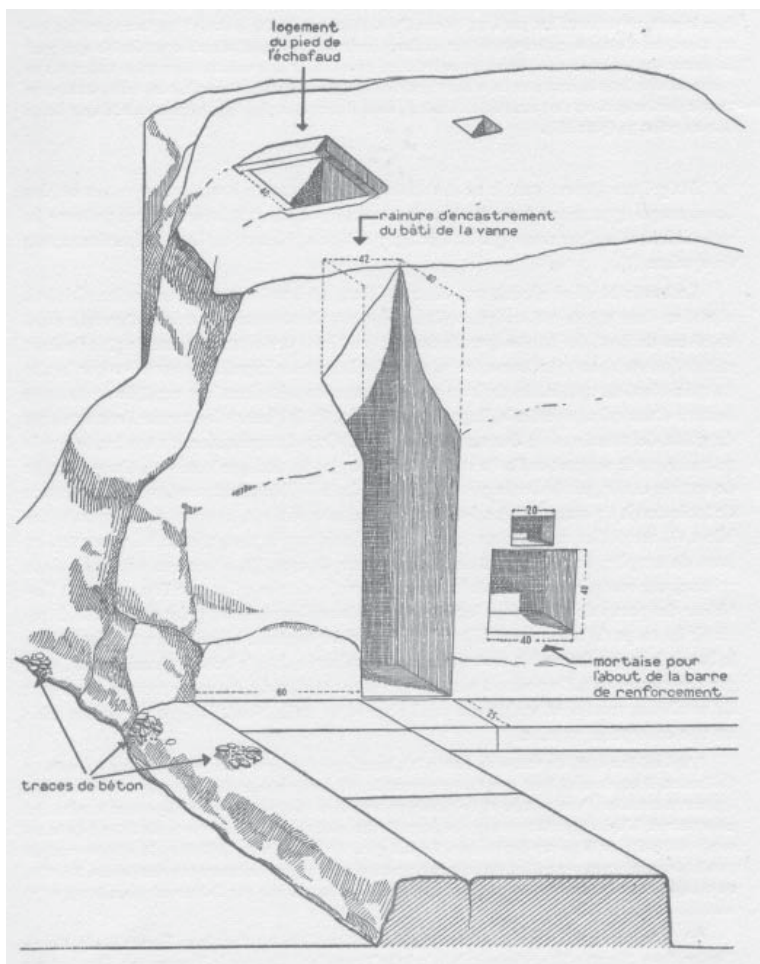 logement
du pied de
l'échafaud
40
rainure d'encastrement
du bâti de la vanne
42
40
20
40
40
mortaise pour
l'about de la barre
de renforcement
60
25
traces de béton